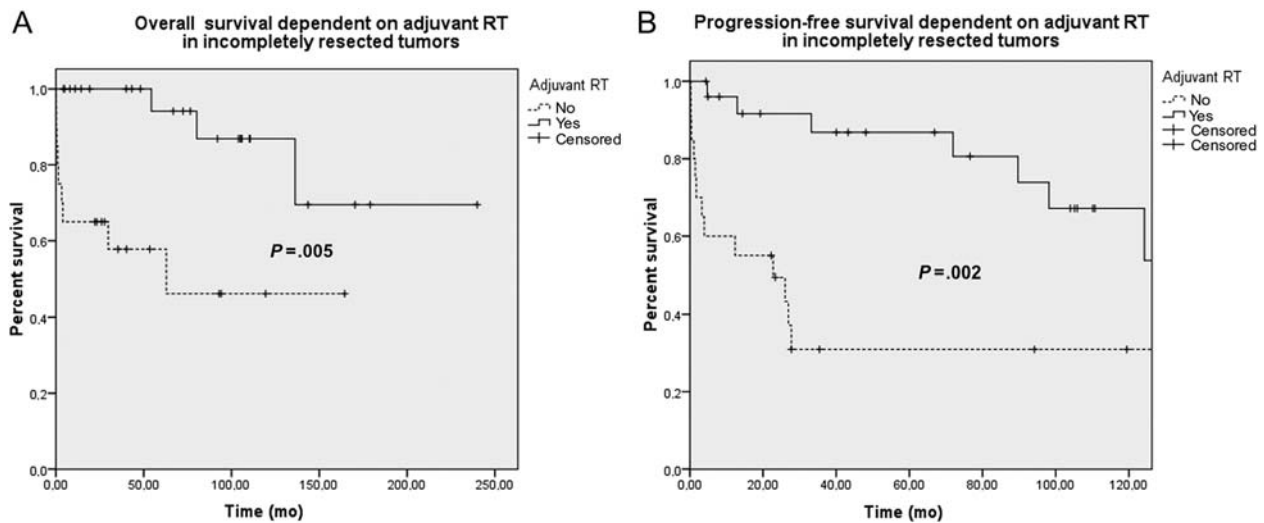 A
Overall survival dependent on adjuvant RT
in incompletely resected tumors
Percent survival
1.0
0.8
0.6
0.4
0.2
0.0
0.00
50.00
100.00
150.00
200.00
250.00
Time (mo)
P=.005
Adjuvant RT
No
Yes
Censored
B
Progression-free survival dependent on adjuvant RT
in incompletely resected tumors
Percent survival
1.0
0.8
0.6
0.4
0.2
0.0
0.00
20.00
40.00
60.00
80.00
100.00
120.00
Time (mo)
P=.002
Adjuvant RT
No
Yes
Censored
Censored